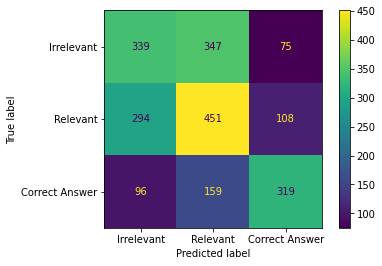 Irrelevant 339 347 75
Relevant 294 451 108
Correct Answer 96 159 319
Irrelevant Relevant Correct Answer
Predicted label
True label
450
400
350
300
250
200
150
100